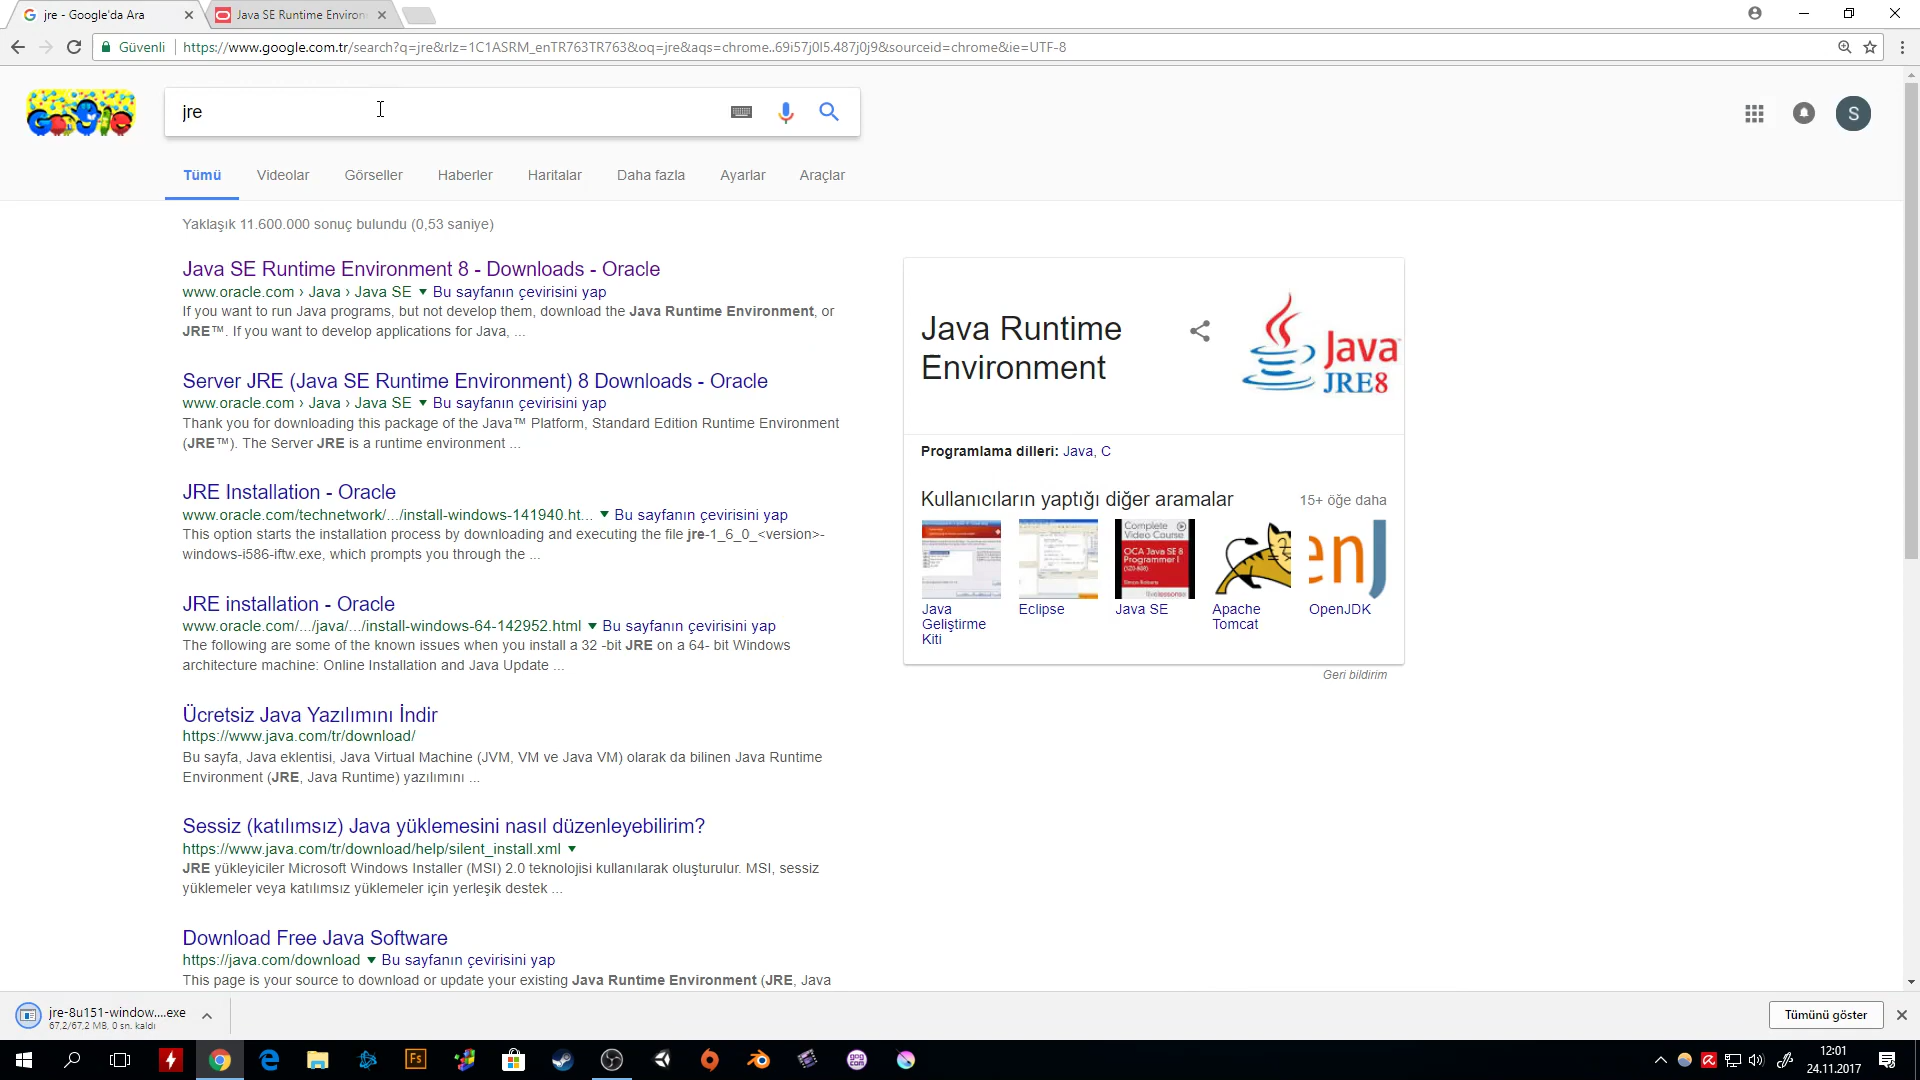 jre - Google'da Ara
Java SE Runtime Environ
Güvenli
https://www.google.com.tr/search?q=jre&rlz=1C1ASRM_enTR763TR763&oq=jre&aqs=chrome..69i57j0l5.487j0j9&sourceid=chrome&ie=UTF-8
jre
S
Tümü Videolar Görseller Haberler Haritalar Daha fazla Ayarlar Araçlar
Yaklaşık 11.600.000 sonuç bulundu (0,53 saniye)
Java SE Runtime Environment 8 - Downloads - Oracle
www.oracle.com › Java › Java SE ▼ Bu sayfanın çevirisini yap
If you want to run Java programs, but not develop them, download the Java Runtime Environment, or
JRE™. If you want to develop applications for Java, ...
Server JRE (Java SE Runtime Environment) 8 Downloads - Oracle
www.oracle.com › Java › Java SE ▼ Bu sayfanın çevirisini yap
Thank you for downloading this package of the Java™ Platform, Standard Edition Runtime Environment
(JRE™). The Server JRE is a runtime environment ...
JRE Installation - Oracle
www.oracle.com/technetwork/.../install-windows-141940.ht... ▼ Bu sayfanın çevirisini yap
This option starts the installation process by downloading and executing the file jre-1_6_0_<version>-
windows-i586-iftw.exe, which prompts you through the ...
JRE installation - Oracle
www.oracle.com/.../java/.../install-windows-64-142952.html ▼ Bu sayfanın çevirisini yap
The following are some of the known issues when you install a 32 -bit JRE on a 64- bit Windows
architecture machine: Online Installation and Java Update ...
Ücretsiz Java Yazılımını İndir
https://www.java.com/tr/download/
Bu sayfa, Java eklentisi, Java Virtual Machine (JVM, VM ve Java VM) olarak da bilinen Java Runtime
Environment (JRE, Java Runtime) yazılımını ...
Sessiz (katılımsız) Java yüklemesini nasıl düzenleyebilirim?
https://www.java.com/tr/download/help/silent_install.xml ▼
JRE yükleyiciler Microsoft Windows Installer (MSI) 2.0 teknolojisi kullanılarak oluşturulur. MSI, sessiz
yüklemeler veya katılımsız yüklemeler için yerleşik destek ...
Download Free Java Software
https://java.com/download ▼ Bu sayfanın çevirisini yap
This page is your source to download or update your existing Java Runtime Environment (JRE, Java
Java Runtime
Environment
Java
JRE8
Programlama dilleri: Java, C
Kullanıcıların yaptığı diğer aramalar 15+ öğe daha
Complete
Video Course
OCA Java SE 8
Programmer I
enJ
Java
Geliştirme
Kiti
Eclipse
Java SE
Apache
Tomcat
OpenJDK
Geri bildirim
jre-8u151-window....exe
67,2/67,2 MB, 0 sn. kaldı
Tümünü göster
Fs
12:01
24.11.2017